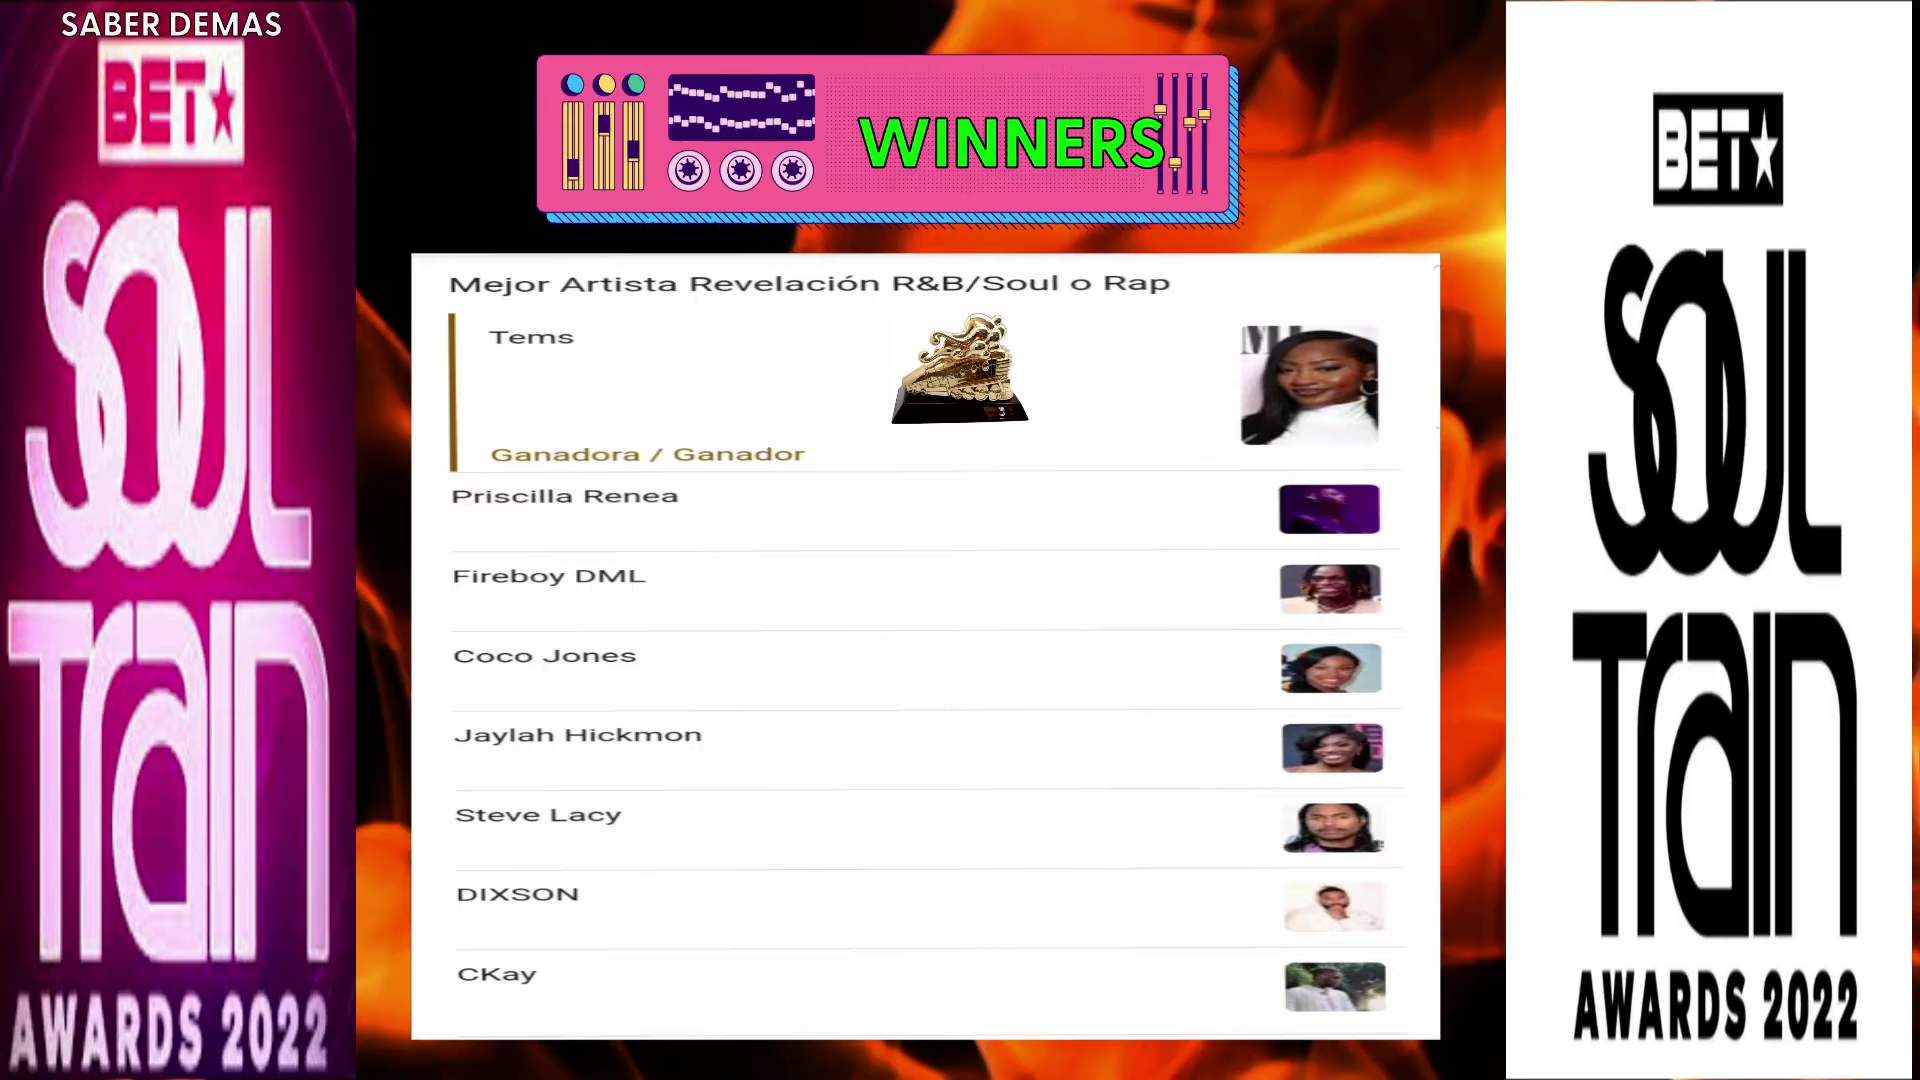 SABER DEMAS
BET
SOUL
TRAIN
AWARDS 2022
WINNERS
Mejor Artista Revelación R&B/Soul o Rap
Tems
Ganadora / Ganador
Priscilla Renea
Fireboy DML
Coco Jones
Jaylah Hickmon
Steve Lacy
DIXSON
CKay
BET
SOUL
TRAIN
AWARDS 2022